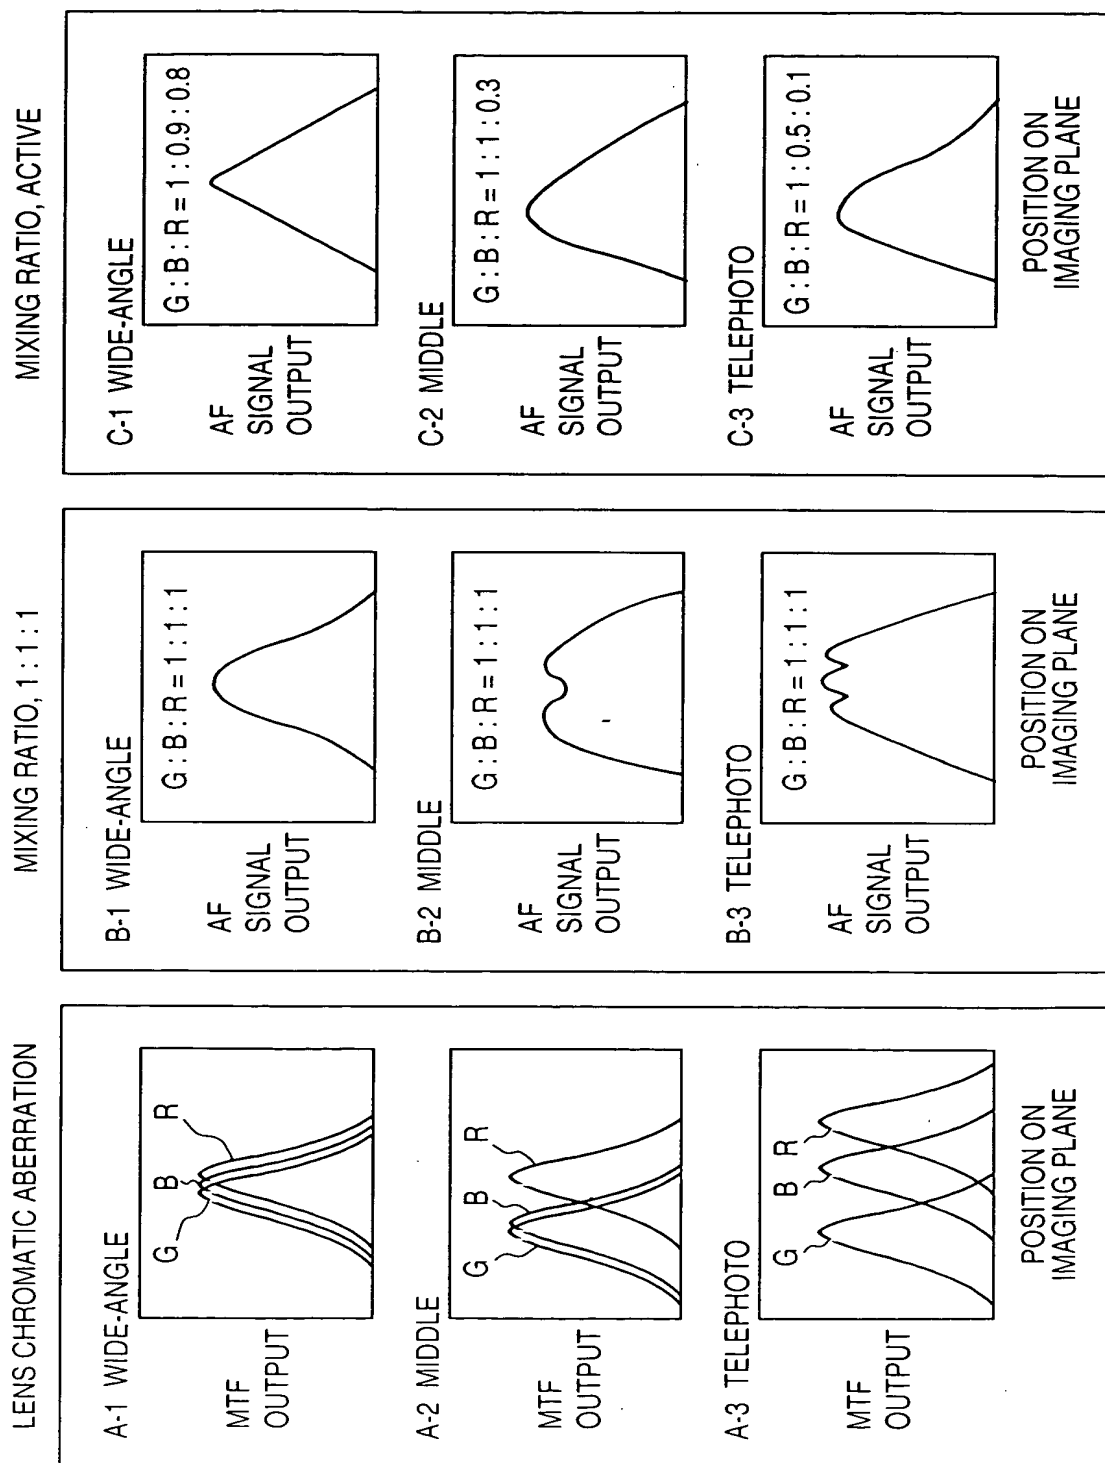 LENS CHROMATIC ABERRATION
A-1 WIDE-ANGLE
MTF
OUTPUT
G
B
R
A-2 MIDDLE
MTF
OUTPUT
G
B
R
A-3 TELEPHOTO
MTF
OUTPUT
G
B
R
POSITION ON
IMAGING PLANE
MIXING RATIO, 1 : 1 : 1
B-1 WIDE-ANGLE
AF
SIGNAL
OUTPUT
G : B : R = 1 : 1 : 1
B-2 MIDDLE
AF
SIGNAL
OUTPUT
G : B : R = 1 : 1 : 1
B-3 TELEPHOTO
AF
SIGNAL
OUTPUT
G : B : R = 1 : 1 : 1
POSITION ON
IMAGING PLANE
MIXING RATIO, ACTIVE
C-1 WIDE-ANGLE
AF
SIGNAL
OUTPUT
G : B : R = 1 : 0.9 : 0.8
C-2 MIDDLE
AF
SIGNAL
OUTPUT
G : B : R = 1 : 1 : 0.3
C-3 TELEPHOTO
AF
SIGNAL
OUTPUT
G : B : R = 1 : 0.5 : 0.1
POSITION ON
IMAGING PLANE